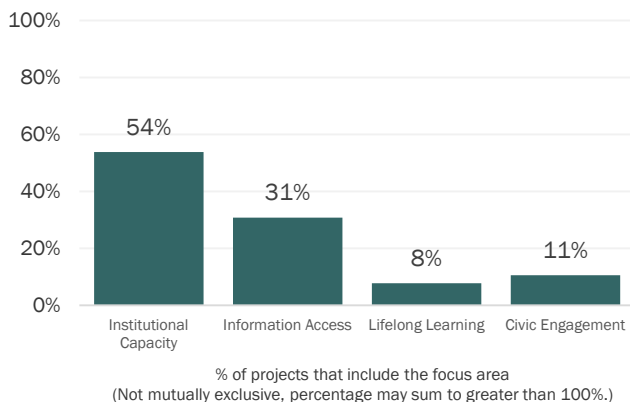 100%
80%
60%
40%
20%
0%
54%
31%
8%
11%
Institutional
Capacity
Information Access
Lifelong Learning
Civic Engagement
% of projects that include the focus area
(Not mutually exclusive, percentage may sum to greater than 100%.)